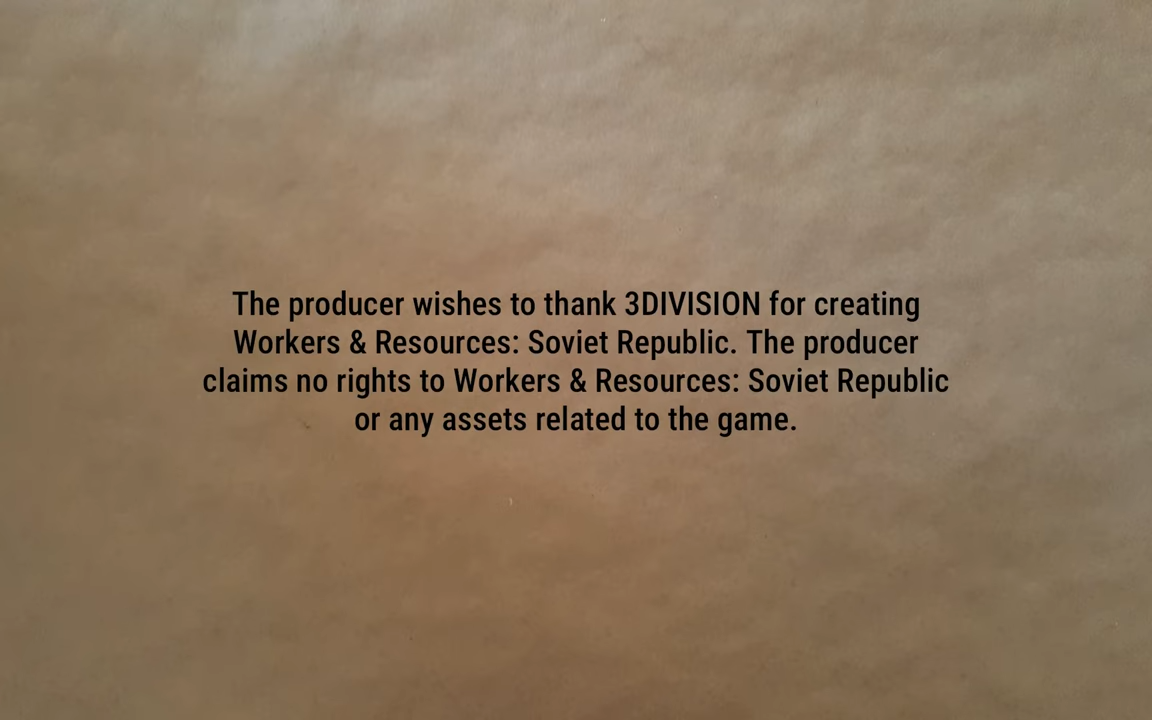 The producer wishes to thank 3DIVISION for creating
Workers & Resources: Soviet Republic. The producer
claims no rights to Workers & Resources: Soviet Republic
or any assets related to the game.